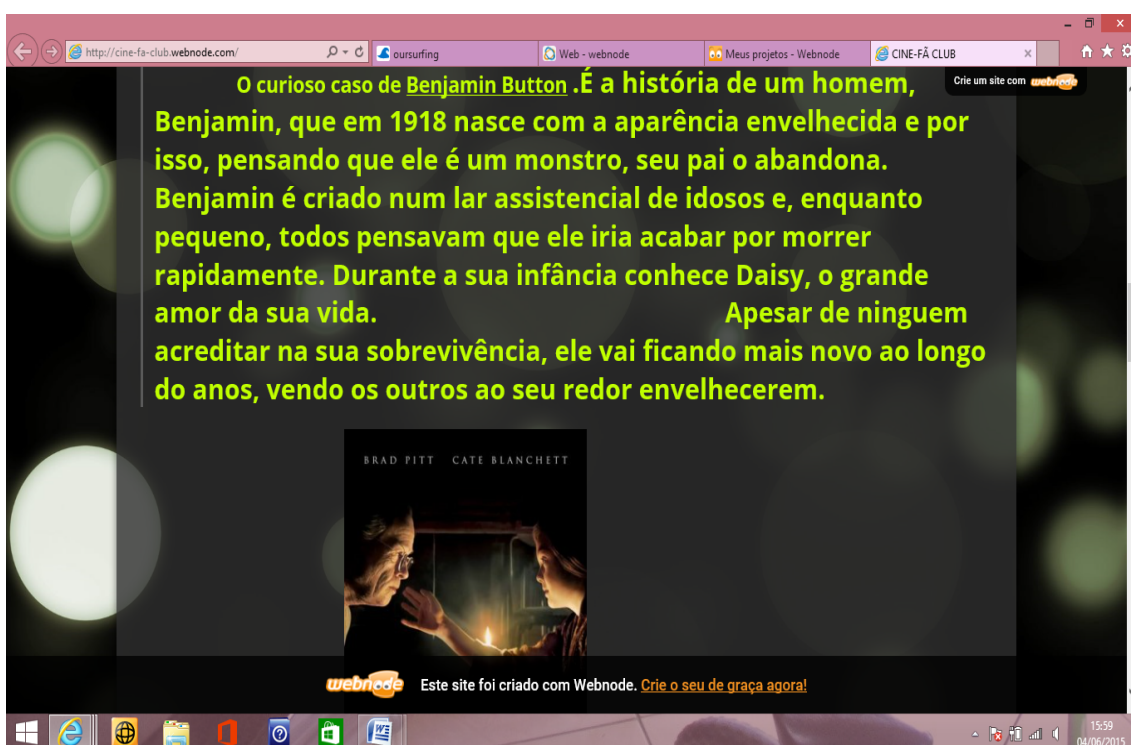 http://cine-fa-club.webnode.com/
oursurfing
Web - webnode
Meus projetos - Webnode
CINE-FÃ CLUB
Crie um site com webnode
O curioso caso de Benjamin Button .É a história de um homem,
Benjamin, que em 1918 nasce com a aparência envelhecida e por
isso, pensando que ele é um monstro, seu pai o abandona.
Benjamin é criado num lar assistencial de idosos e, enquanto
pequeno, todos pensavam que ele iria acabar por morrer
rapidamente. Durante a sua infância conhece Daisy, o grande
amor da sua vida. Apesar de ninguem
acreditar na sua sobrevivência, ele vai ficando mais novo ao longo
do anos, vendo os outros ao seu redor envelhecerem.
BRAD PITT CATE BLANCHETT
webnode Este site foi criado com Webnode. Crie o seu de graça agora!
15:59
04/06/2015